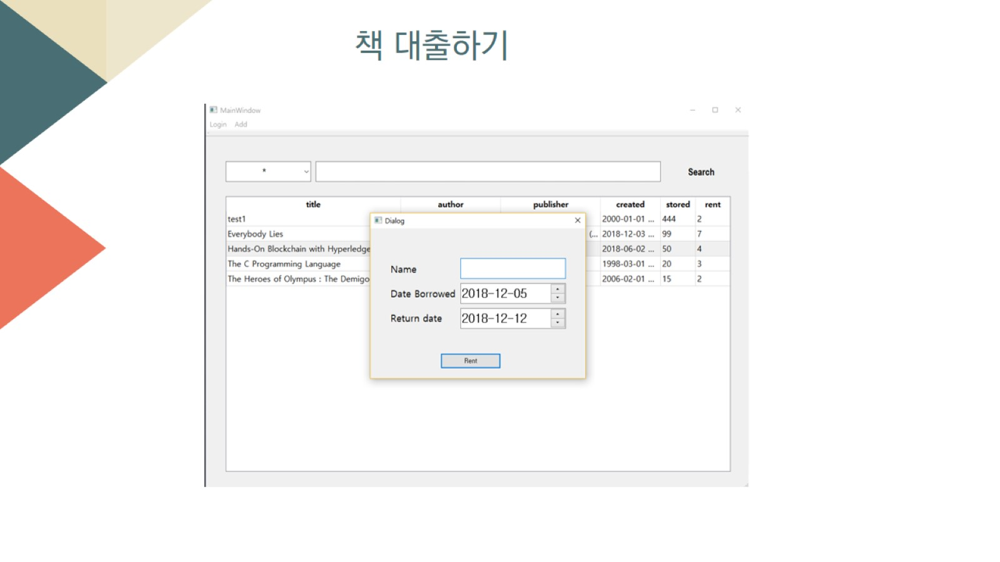 책 대출하기
MainWindow
Login Add
* Search
title author publisher created stored rent
test1 2000-01-01 ... 444 2
Everybody Lies (... 2018-12-03 ... 99 7
Hands-On Blockchain with Hyperledge 2018-06-02 ... 50 4
The C Programming Language 1998-03-01 ... 20 3
The Heroes of Olympus : The Demigo 2006-02-01 ... 15 2
Dialog
Name
Date Borrowed 2018-12-05
Return date 2018-12-12
Rent